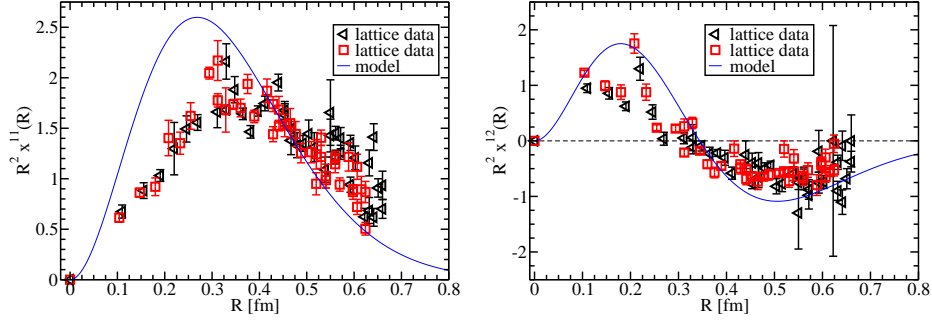 R² x¹¹(R)
2.5
2
1.5
1
0.5
0
0 0.1 0.2 0.3 0.4 0.5 0.6 0.7 0.8
R [fm]
lattice data
lattice data
model
R² x¹²(R)
2
1
0
-1
-2
0 0.1 0.2 0.3 0.4 0.5 0.6 0.7 0.8
R [fm]
lattice data
lattice data
model